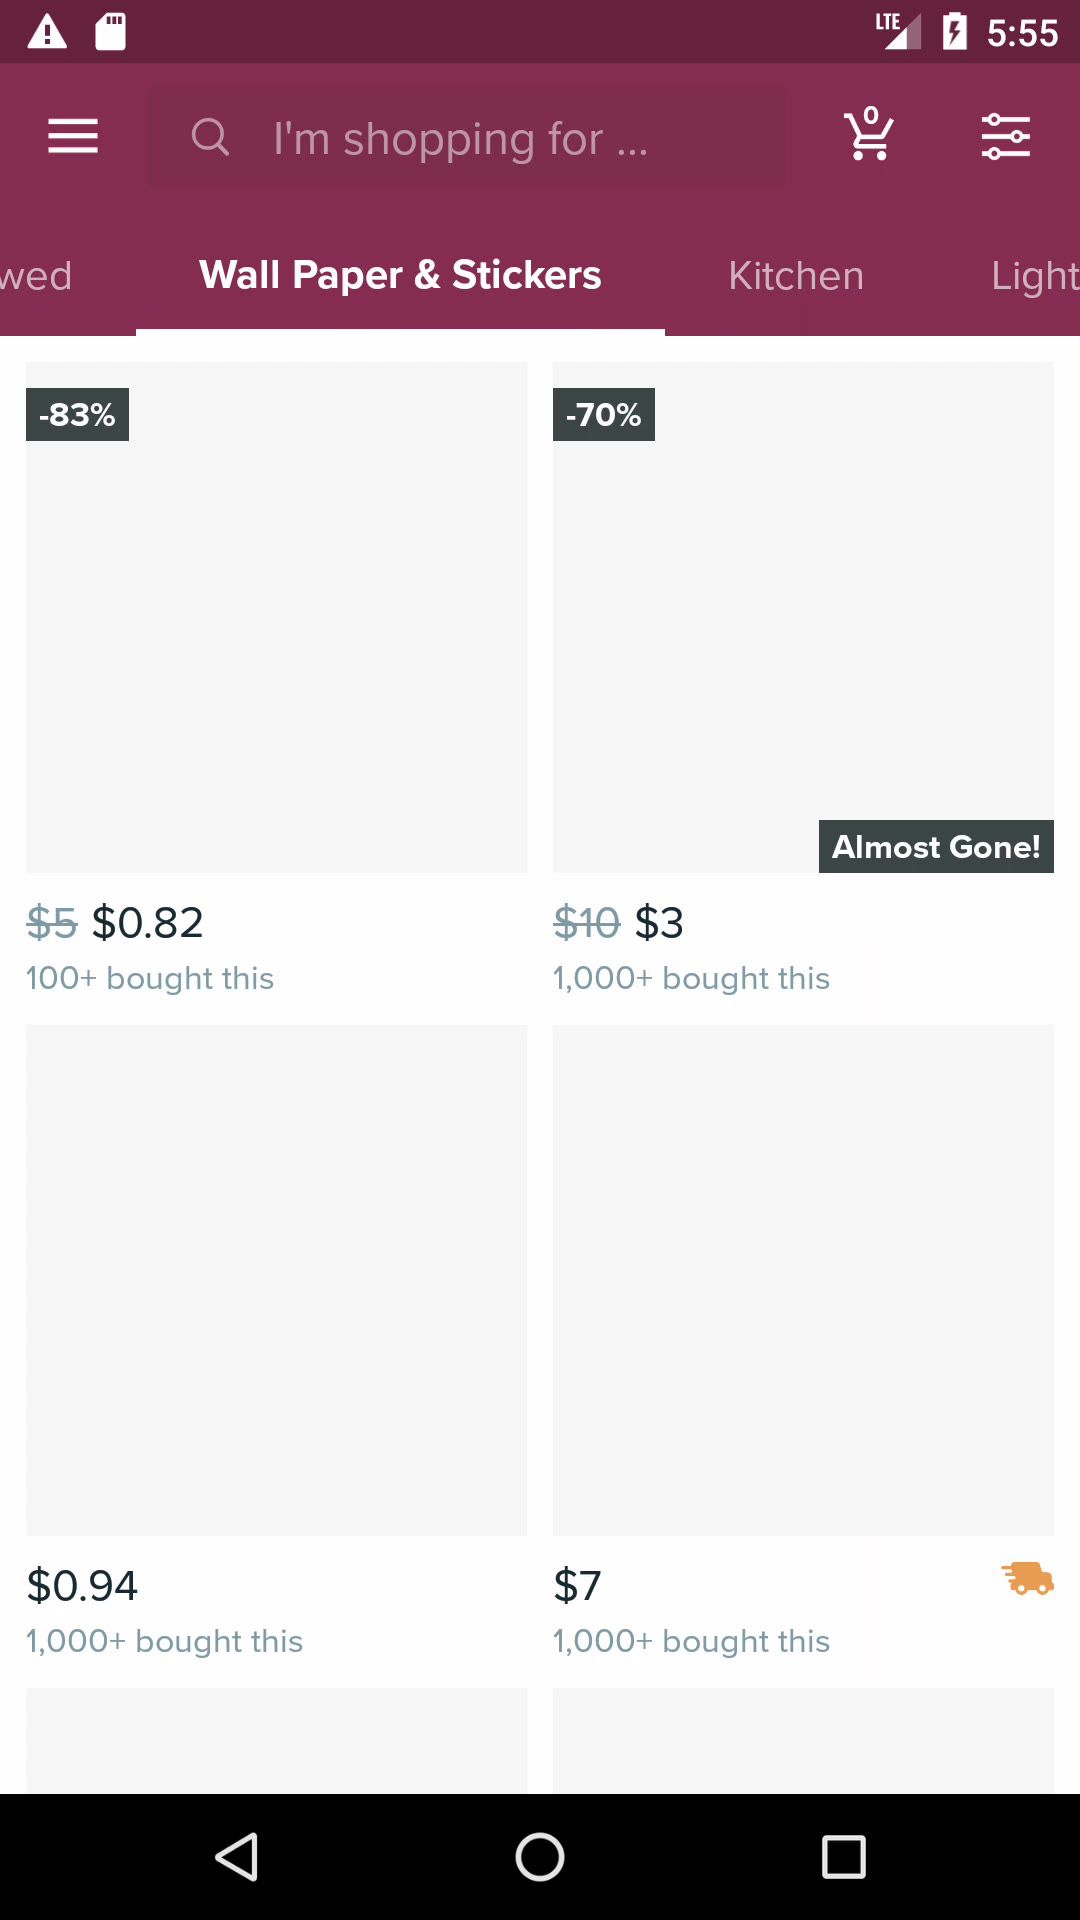 LTE 5:55
I'm shopping for ...
0
wed Wall Paper & Stickers Kitchen Light
-83%
-70%
Almost Gone!
$5 $0.82
100+ bought this
$10 $3
1,000+ bought this
$0.94
1,000+ bought this
$7
1,000+ bought this